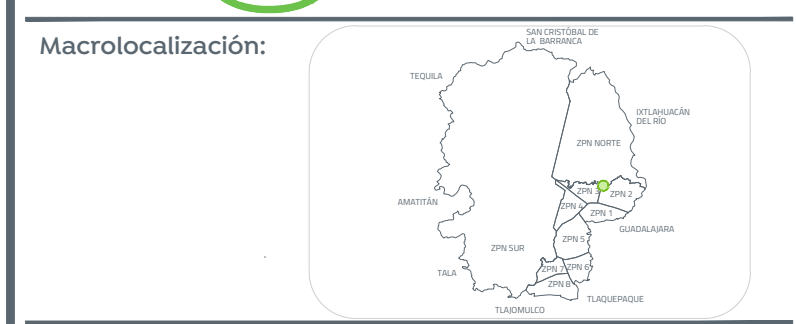 Macrolocalización:
SAN CRISTÓBAL DE
LA BARRANCA
TEQUILA
IXTLAHUACÁN
DEL RÍO
ZPN NORTE
ZPN 3
ZPN 2
AMATITÁN
ZPN 4
ZPN 1
GUADALAJARA
ZPN 5
ZPN SUR
TALA
ZPN 7
ZPN 6
ZPN 8
TLAQUEPAQUE
TLAJOMULCO